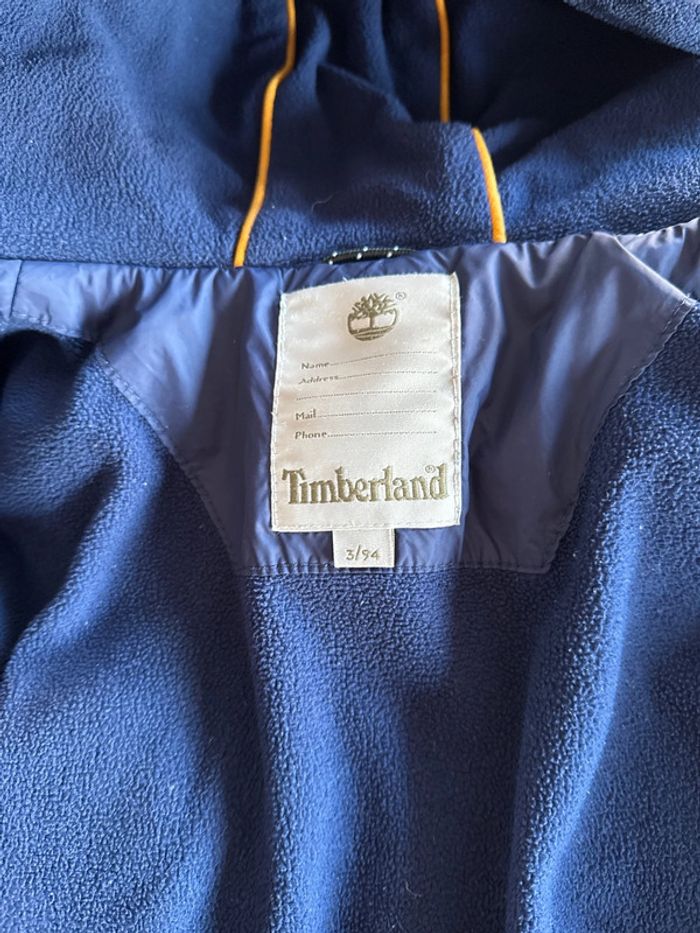 ®
Name..........................
Address.......................
.................................
Mail............................
Phone.........................
Timberland®
3/94